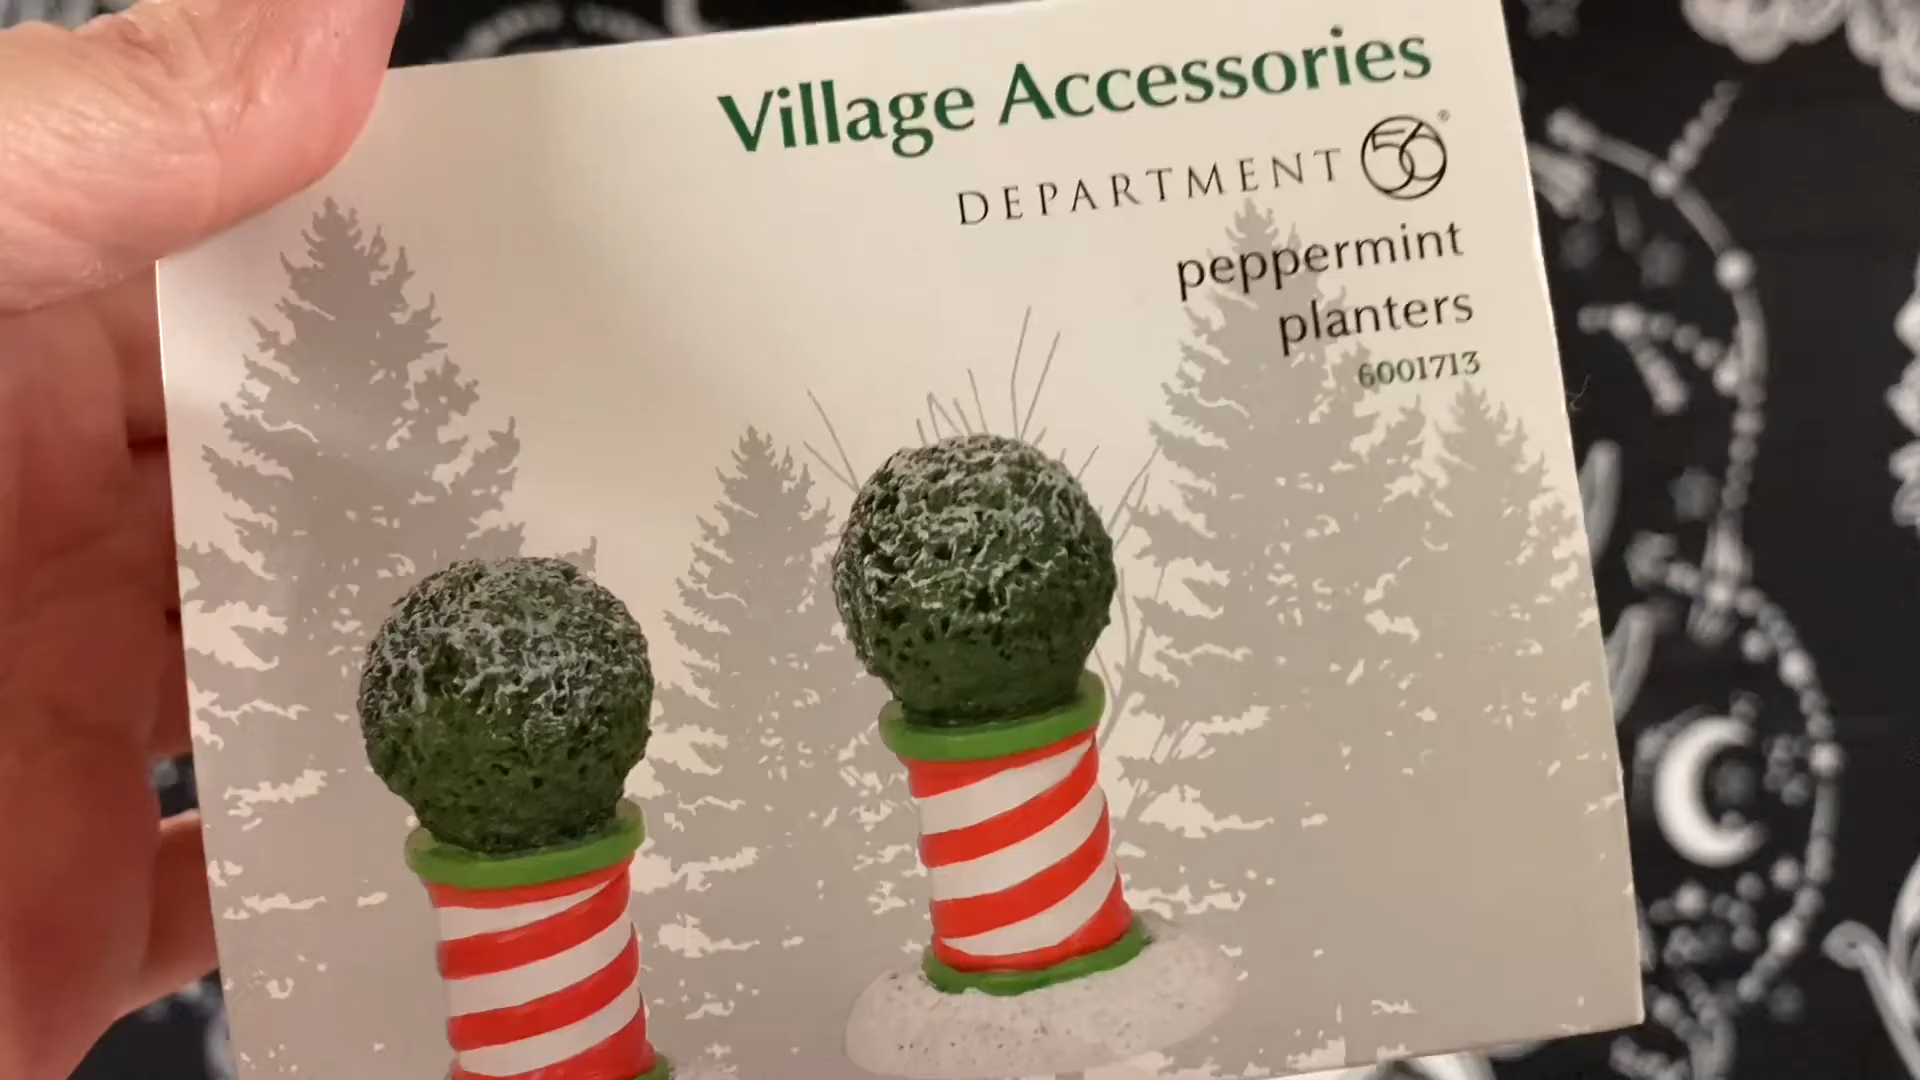 Village Accessories
DEPARTMENT 56®
peppermint
planters
6001713